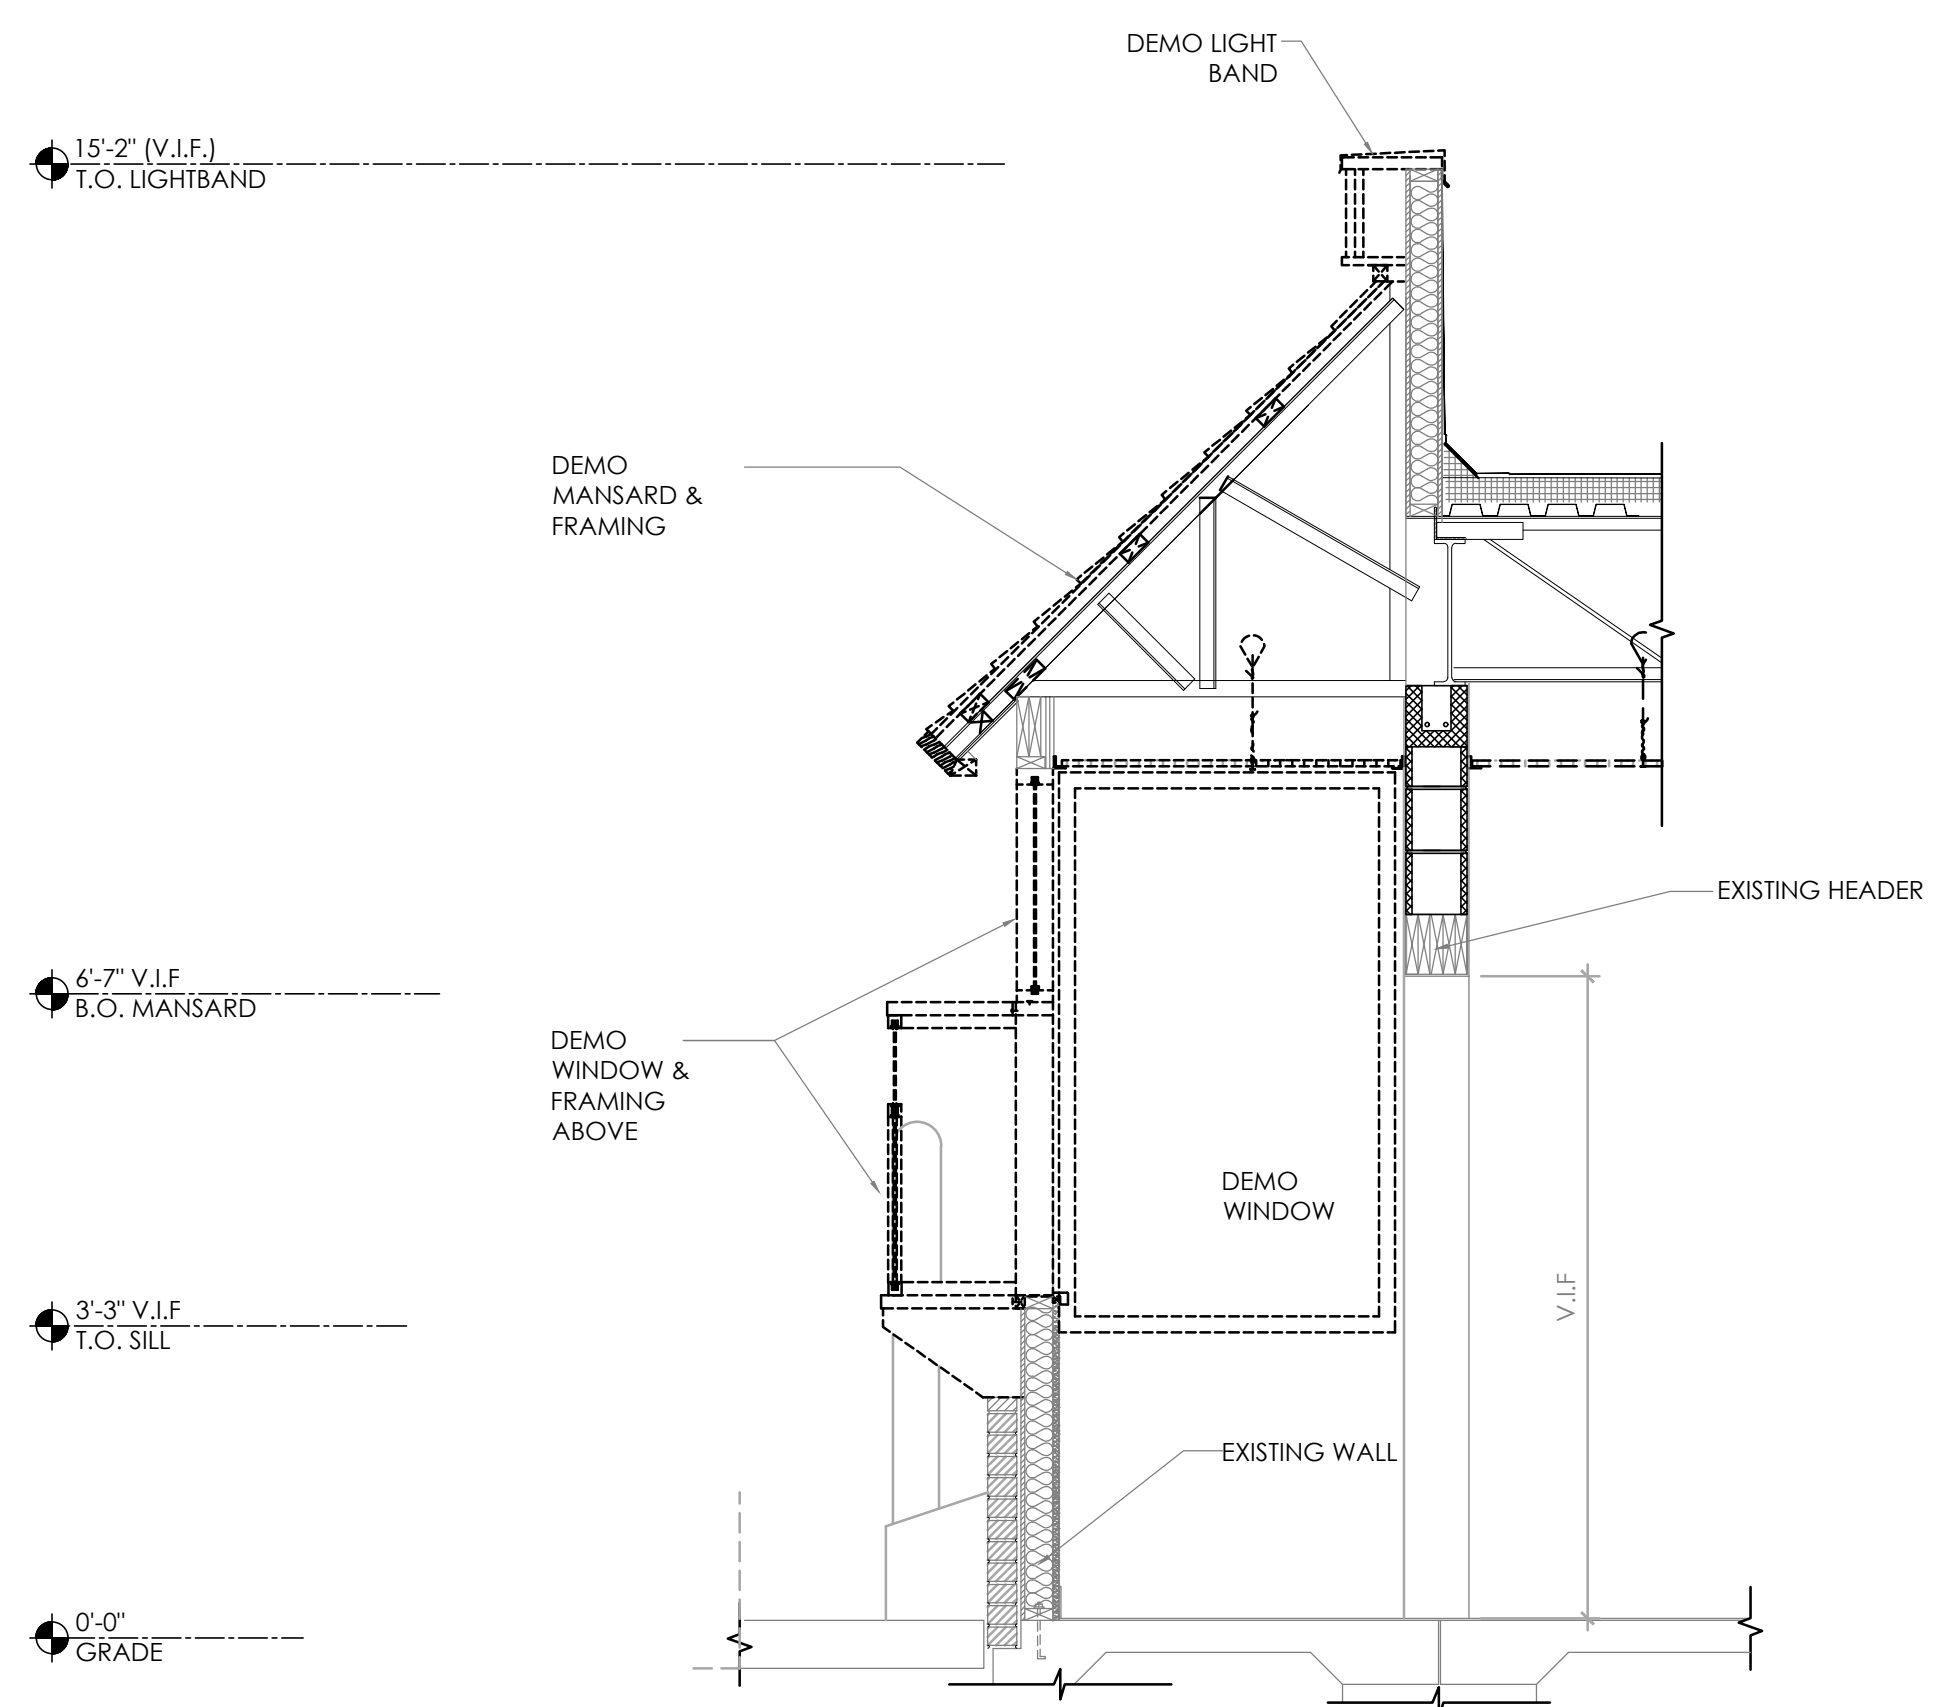 DEMO LIGHT
BAND
15'-2" (V.I.F.)
T.O. LIGHTBAND
DEMO
MANSARD &
FRAMING
EXISTING HEADER
6'-7" V.I.F
B.O. MANSARD
DEMO
WINDOW &
FRAMING
ABOVE
DEMO
WINDOW
V.I.F
3'-3" V.I.F
T.O. SILL
EXISTING WALL
0'-0"
GRADE